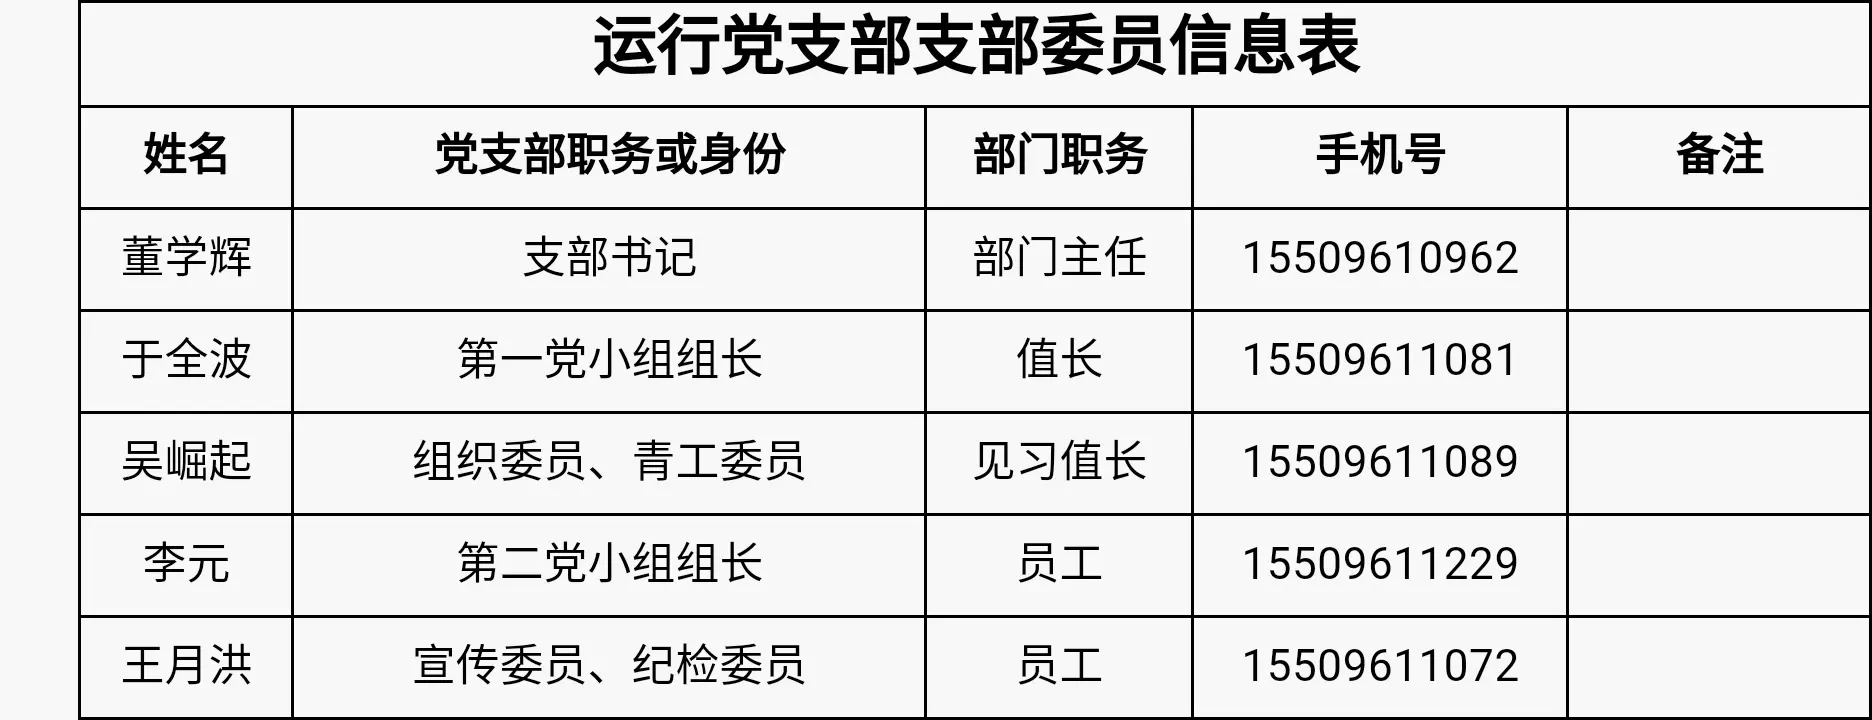 运行党支部支部委员信息表
姓名 党支部职务或身份 部门职务 手机号 备注
董学辉 支部书记 部门主任 15509610962
于全波 第一党小组组长 值长 15509611081
吴崛起 组织委员、青工委员 见习值长 15509611089
李元 第二党小组组长 员工 15509611229
王月洪 宣传委员、纪检委员 员工 15509611072